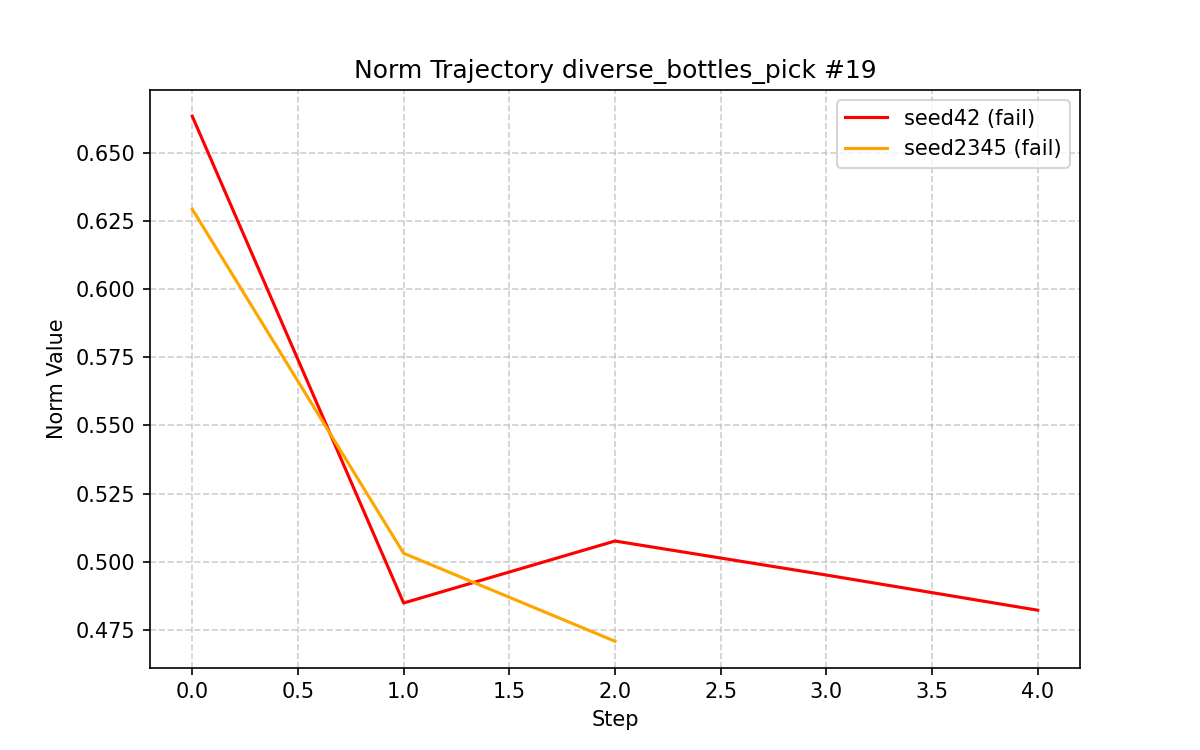 Norm Trajectory diverse_bottles_pick #19
seed42 (fail)
seed2345 (fail)
Norm Value
0.650
0.625
0.600
0.575
0.550
0.525
0.500
0.475
0.0 0.5 1.0 1.5 2.0 2.5 3.0 3.5 4.0
Step